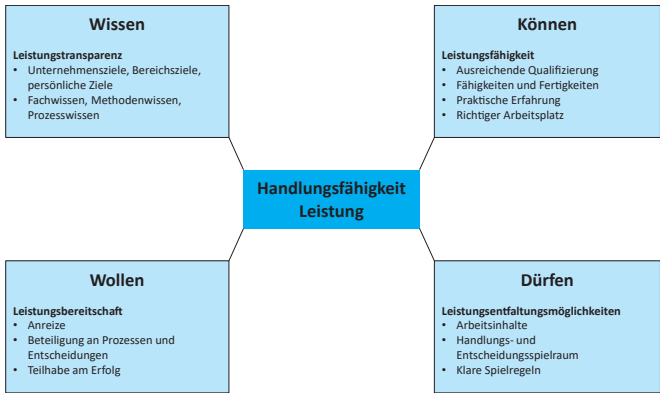 Wissen
Leistungstransparenz
• Unternehmensziele, Bereichsziele,
persönliche Ziele
• Fachwissen, Methodenwissen,
Prozesswissen
Können
Leistungsfähigkeit
• Ausreichende Qualifizierung
• Fähigkeiten und Fertigkeiten
• Praktische Erfahrung
• Richtiger Arbeitsplatz
Handlungsfähigkeit
Leistung
Wollen
Leistungsbereitschaft
• Anreize
• Beteiligung an Prozessen und
Entscheidungen
• Teilhabe am Erfolg
Dürfen
Leistungsentfaltungsmöglichkeiten
• Arbeitsinhalte
• Handlungs- und
Entscheidungsspielraum
• Klare Spielregeln